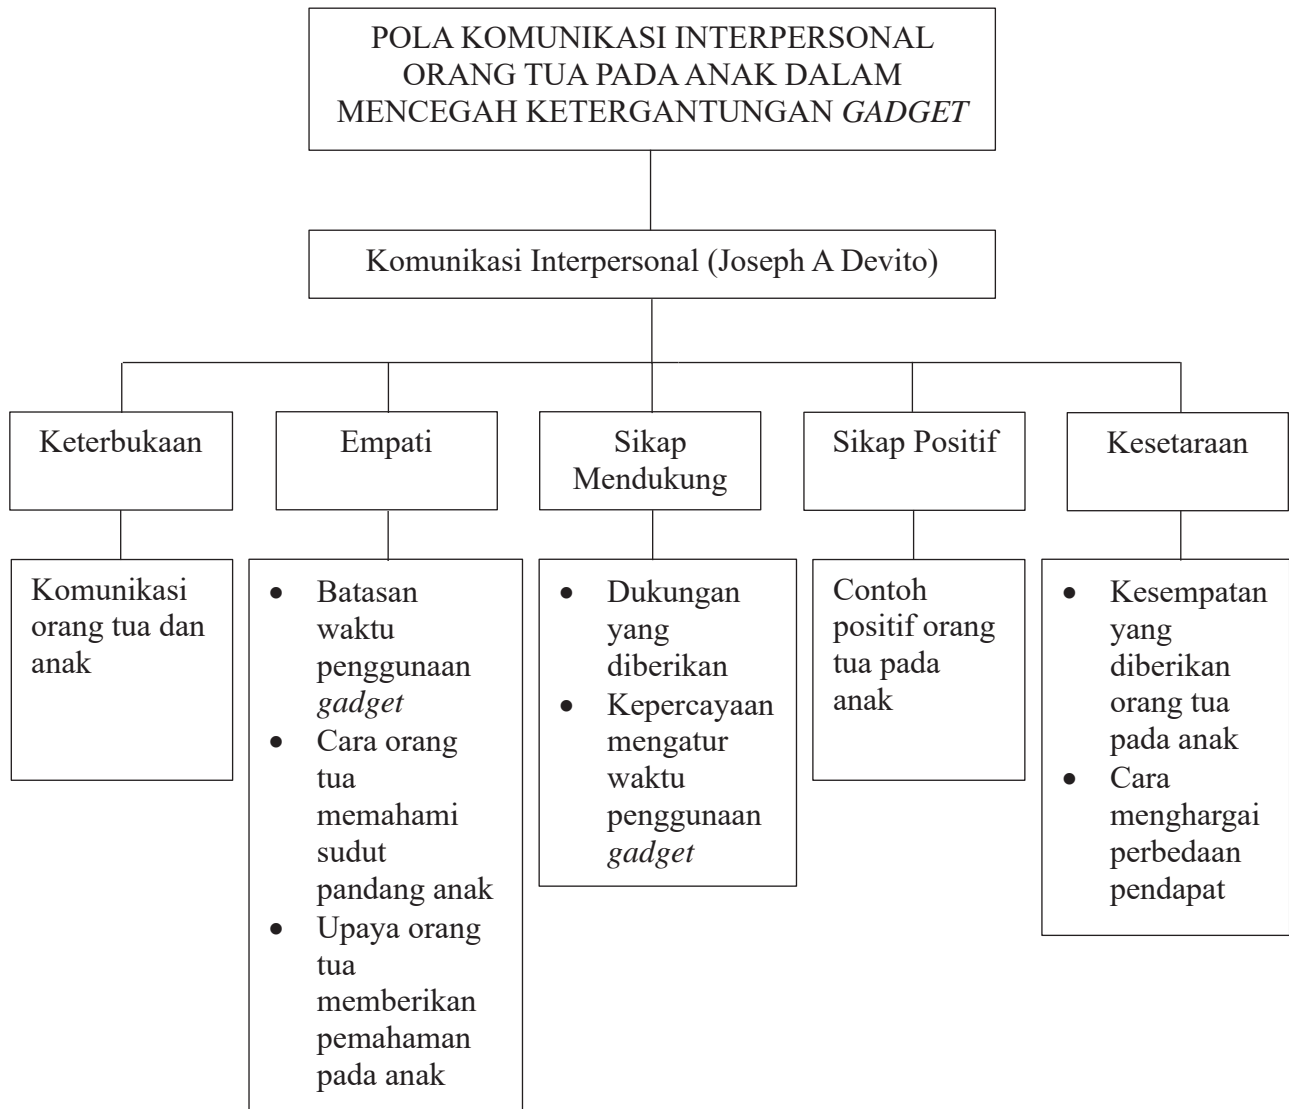 POLA KOMUNIKASI INTERPERSONAL
ORANG TUA PADA ANAK DALAM
MENCEGAH KETERGANTUNGAN GADGET
Komunikasi Interpersonal (Joseph A Devito)
Keterbukaan
Empati
Sikap
Mendukung
Sikap Positif
Kesetaraan
Komunikasi
orang tua dan
anak
• Batasan
waktu
penggunaan
gadget
• Cara orang
tua
memahami
sudut
pandang anak
• Upaya orang
tua
memberikan
pemahaman
pada anak
• Dukungan
yang
diberikan
• Kepercayaan
mengatur
waktu
penggunaan
gadget
Contoh
positif orang
tua pada
anak
• Kesempatan
yang
diberikan
orang tua
pada anak
• Cara
menghargai
perbedaan
pendapat